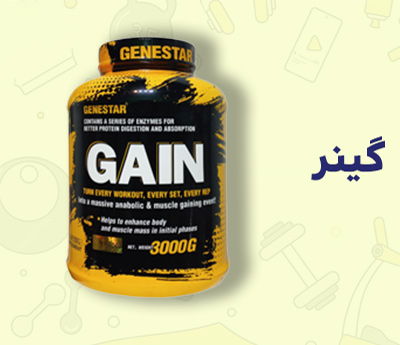 GENESTAR
GENESTAR
CONTAINS A SERIES OF ENZYMES FOR
BETTER PROTEIN DIGESTION AND ABSORPTION
GAIN
TURN EVERY WORKOUT, EVERY SET, EVERY REP
into a massive anabolic & muscle gaining event!
• Helps to enhance body
and muscle mass in initial phases
NET. WEIGHT 3000G
گینر